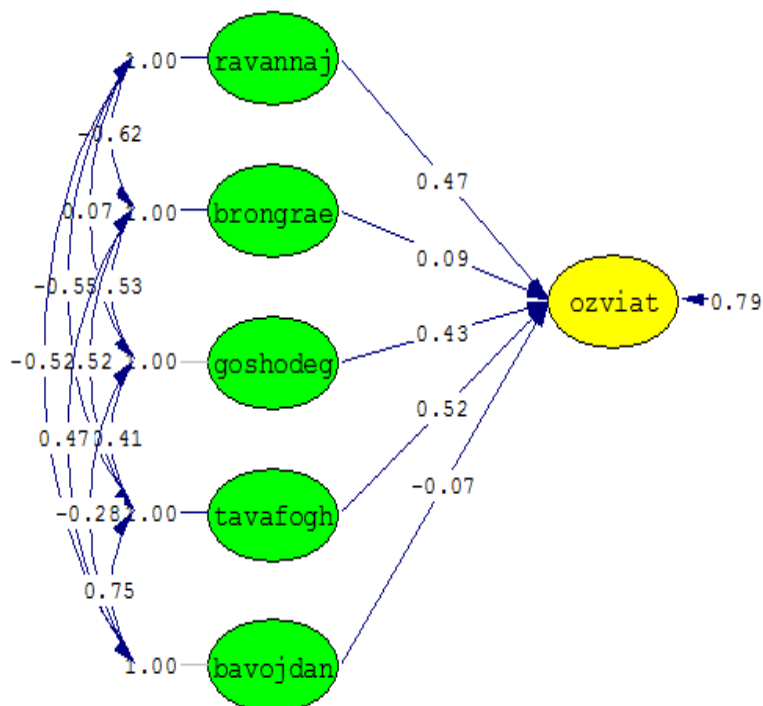 1.00 ravannaj
-0.62
0.47
0.07 1.00 brongrae
0.09
-0.55 .53
ozviat 0.79
-0.52 .52 1.00 goshodeg
0.43
0.52
0.47 0.41
-0.07
-0.28 1.00 tavafogh
0.75
1.00 bavojdan